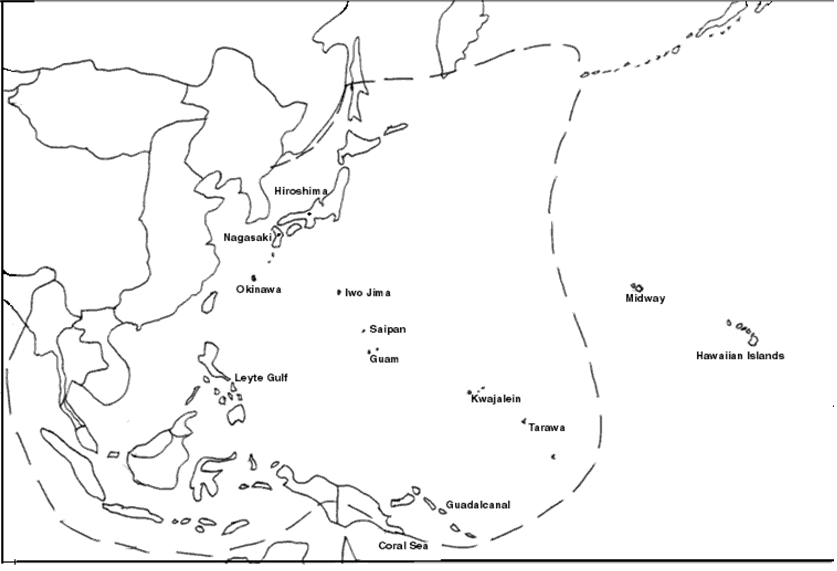 Hiroshima
Nagasaki
Okinawa
Iwo Jima
Midway
Saipan
Guam
Hawaiian Islands
Leyte Gulf
Kwajalein
Tarawa
Guadalcanal
Coral Sea